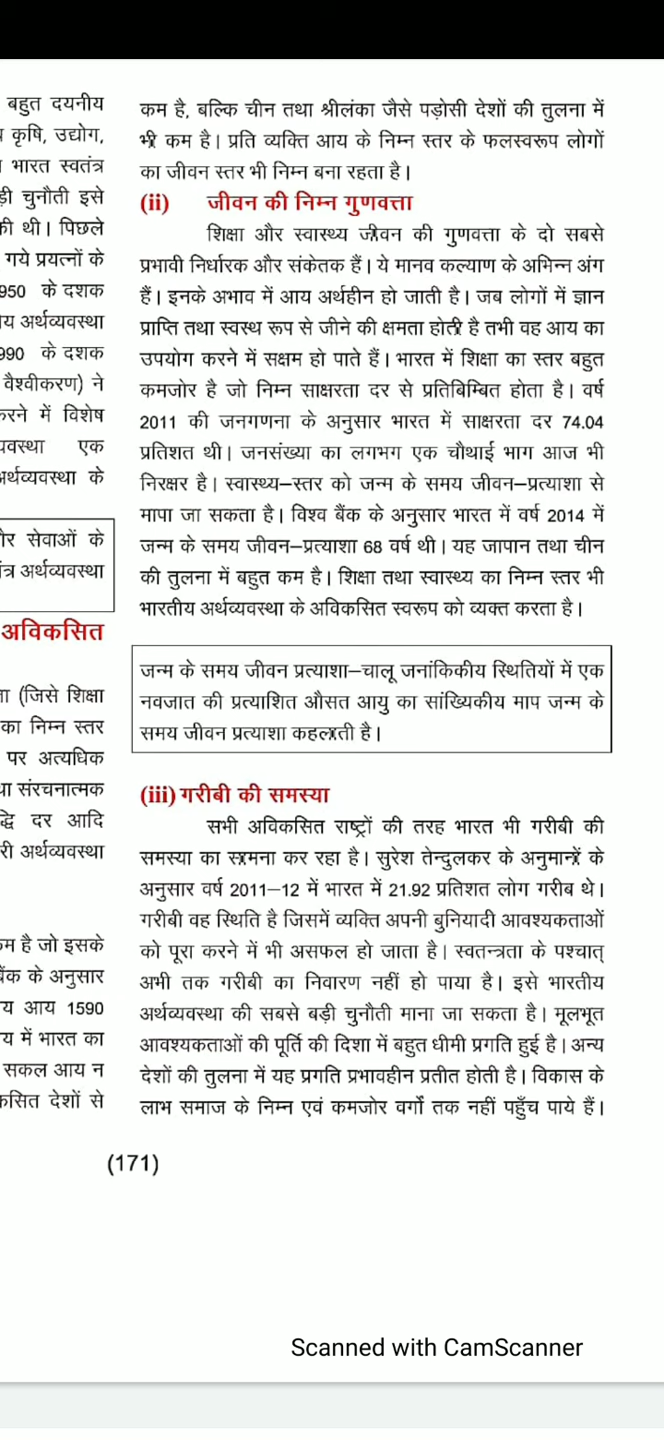 बहुत दयनीय
कृषि, उद्योग,
भारत स्वतंत्र
चुनौती इसे
की थी। पिछले
गये प्रयत्नों के
950 के दशक
अर्थव्यवस्था
990 के दशक
वैश्वीकरण) ने
करने में विशेष
एक
अर्थव्यवस्था के
सेवाओं के
अर्थव्यवस्था
अविकसित
(जिसे शिक्षा
का निम्न स्तर
पर अत्यधिक
संरचनात्मक
दर आदि
अर्थव्यवस्था
है जो इसके
के अनुसार
आय 1590
में भारत का
सकल आय न
देशों से
कम है, बल्कि चीन तथा श्रीलंका जैसे पड़ोसी देशों की तुलना में
भी कम है। प्रति व्यक्ति आय के निम्न स्तर के फलस्वरूप लोगों
का जीवन स्तर भी निम्न बना रहता है।
(ii) जीवन की निम्न गुणवत्ता
शिक्षा और स्वास्थ्य जीवन की गुणवत्ता के दो सबसे
प्रभावी निर्धारक और संकेतक हैं। ये मानव कल्याण के अभिन्न अंग
हैं। इनके अभाव में आय अर्थहीन हो जाती है। जब लोगों में ज्ञान
प्राप्ति तथा स्वस्थ रूप से जीने की क्षमता होती है तभी वह आय का
उपयोग करने में सक्षम हो पाते हैं। भारत में शिक्षा का स्तर बहुत
कमजोर है जो निम्न साक्षरता दर से प्रतिबिम्बित होता है। वर्ष
2011 की जनगणना के अनुसार भारत में साक्षरता दर 74.04
प्रतिशत थी। जनसंख्या का लगभग एक चौथाई भाग आज भी
निरक्षर है। स्वास्थ्य–स्तर को जन्म के समय जीवन–प्रत्याशा से
मापा जा सकता है। विश्व बैंक के अनुसार भारत में वर्ष 2014 में
जन्म के समय जीवन–प्रत्याशा 68 वर्ष थी। यह जापान तथा चीन
की तुलना में बहुत कम है। शिक्षा तथा स्वास्थ्य का निम्न स्तर भी
भारतीय अर्थव्यवस्था के अविकसित स्वरूप को व्यक्त करता है।
जन्म के समय जीवन प्रत्याशा–चालू जनांकिकीय स्थितियों में एक
नवजात की प्रत्याशित औसत आयु का सांख्यिकीय माप जन्म के
समय जीवन प्रत्याशा कहलाती है।
(iii) गरीबी की समस्या
सभी अविकसित राष्ट्रों की तरह भारत भी गरीबी की
समस्या का सामना कर रहा है। सुरेश तेन्दुलकर के अनुमानों के
अनुसार वर्ष 2011–12 में भारत में 21.92 प्रतिशत लोग गरीब थे।
गरीबी वह स्थिति है जिसमें व्यक्ति अपनी बुनियादी आवश्यकताओं
को पूरा करने में भी असफल हो जाता है। स्वतन्त्रता के पश्चात्
अभी तक गरीबी का निवारण नहीं हो पाया है। इसे भारतीय
अर्थव्यवस्था की सबसे बड़ी चुनौती माना जा सकता है। मूलभूत
आवश्यकताओं की पूर्ति की दिशा में बहुत धीमी प्रगति हुई है। अन्य
देशों की तुलना में यह प्रगति प्रभावहीन प्रतीत होती है। विकास के
लाभ समाज के निम्न एवं कमजोर वर्गों तक नहीं पहुँच पाये हैं।
(171)
Scanned with CamScanner